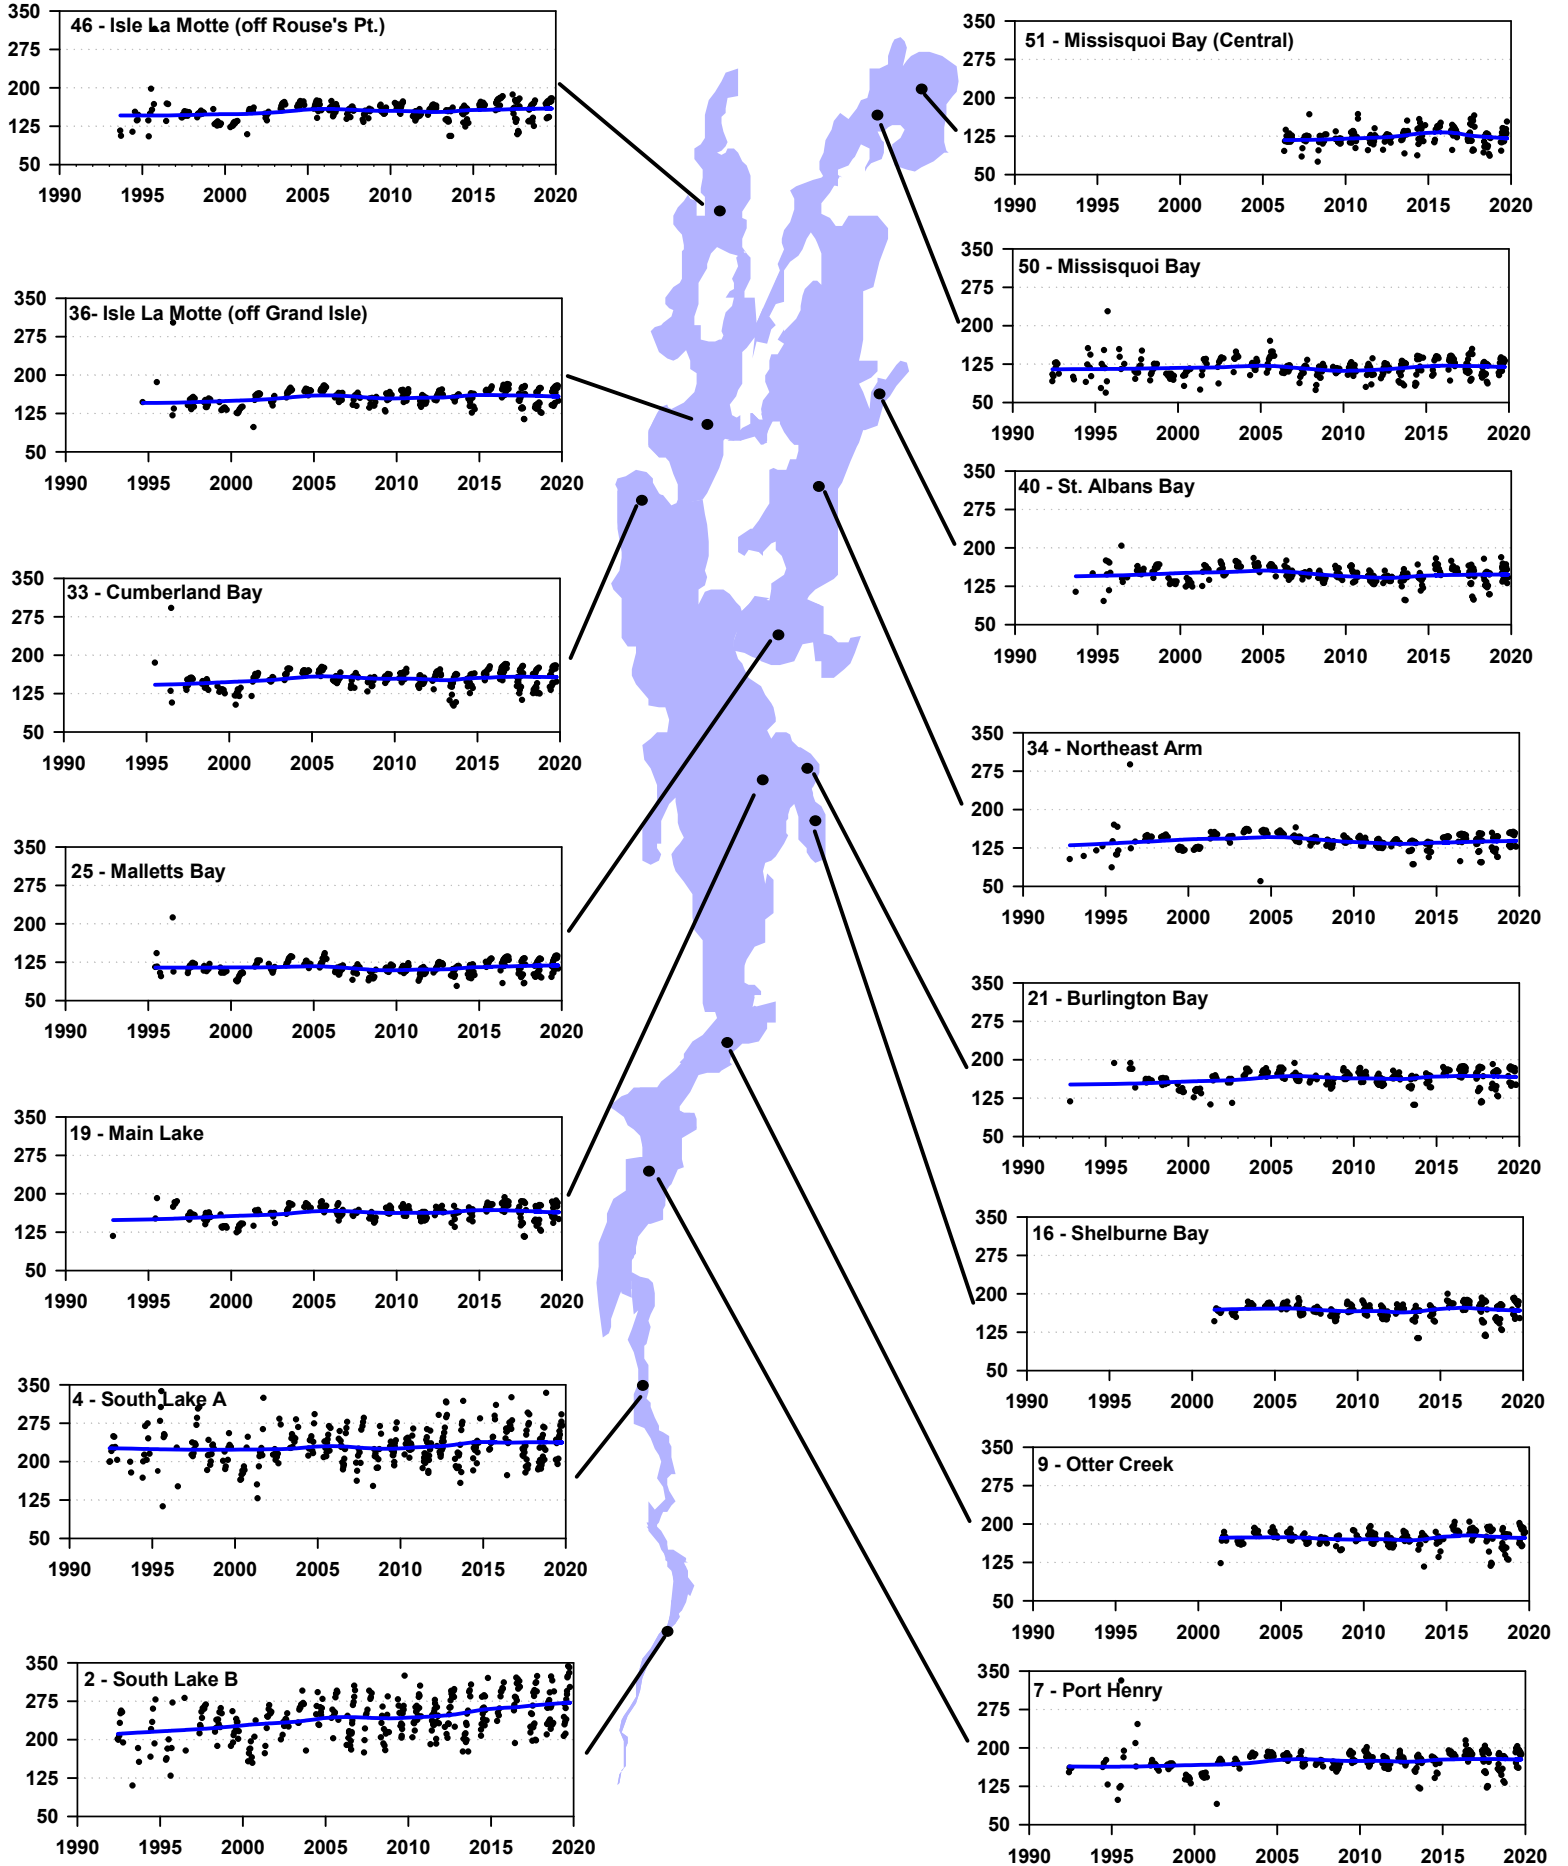 46 - Isle La Motte (off Rouse's Pt.)
350
275
200
125
50
1990 1995 2000 2005 2010 2015 2020
36- Isle La Motte (off Grand Isle)
350
275
200
125
50
1990 1995 2000 2005 2010 2015 2020
33 - Cumberland Bay
350
275
200
125
50
1990 1995 2000 2005 2010 2015 2020
25 - Malletts Bay
350
275
200
125
50
1990 1995 2000 2005 2010 2015 2020
19 - Main Lake
350
275
200
125
50
1990 1995 2000 2005 2010 2015 2020
4 - South Lake A
350
275
200
125
50
1990 1995 2000 2005 2010 2015 2020
2 - South Lake B
350
275
200
125
50
1990 1995 2000 2005 2010 2015 2020
51 - Missisquoi Bay (Central)
350
275
200
125
50
1990 1995 2000 2005 2010 2015 2020
50 - Missisquoi Bay
350
275
200
125
50
1990 1995 2000 2005 2010 2015 2020
40 - St. Albans Bay
350
275
200
125
50
1990 1995 2000 2005 2010 2015 2020
34 - Northeast Arm
350
275
200
125
50
1990 1995 2000 2005 2010 2015 2020
21 - Burlington Bay
350
275
200
125
50
1990 1995 2000 2005 2010 2015 2020
16 - Shelburne Bay
350
275
200
125
50
1990 1995 2000 2005 2010 2015 2020
9 - Otter Creek
350
275
200
125
50
1990 1995 2000 2005 2010 2015 2020
7 - Port Henry
350
275
200
125
50
1990 1995 2000 2005 2010 2015 2020